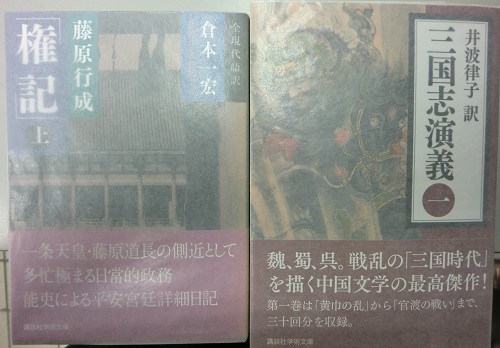 藤原行成
「権記」上
全現代語訳
倉本一宏
一条天皇・藤原道長の側近として
多忙極まる日常的政務
能吏による平安宮廷詳細日記
講談社学術文庫
井波律子 訳
三国志演義 一
魏、蜀、呉。戦乱の「三国時代」
を描く中国文学の最高傑作!
第一巻は「黄巾の乱」から「官渡の戦い」まで、
三十回分を収録。
講談社学術文庫